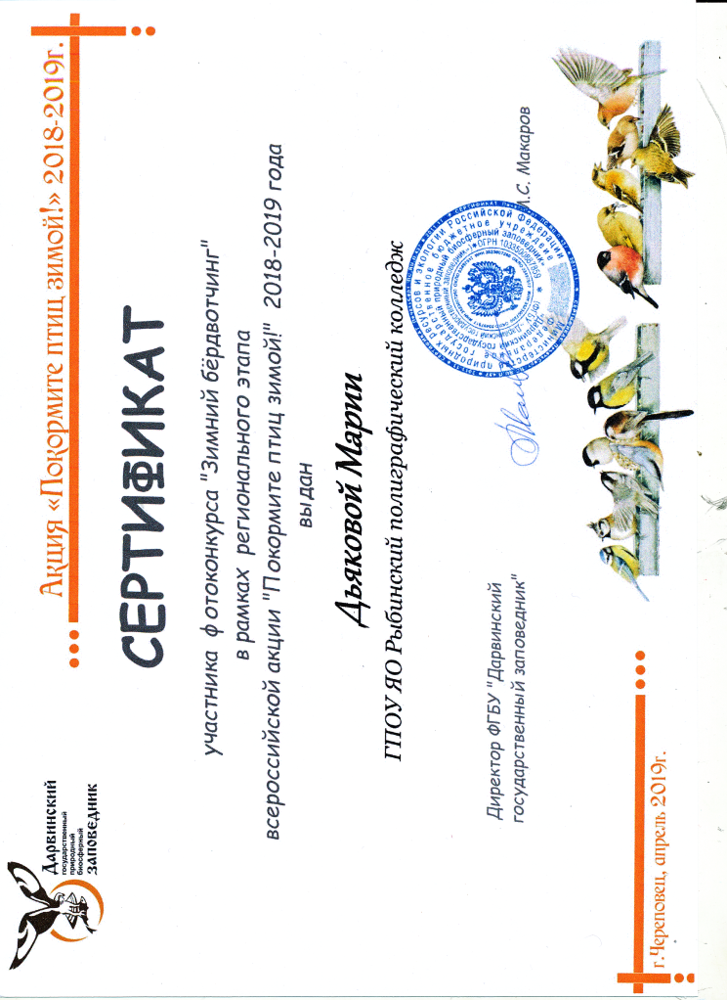 Дарвинский
государственный
природный
биосферный
заповедник
Акция «Покормите птиц зимой!» 2018-2019г.
СЕРТИФИКАТ
участника фотоконкурса "Зимний бёрдвотчинг"
в рамках регионального этапа
всероссийской акции "Покормите птиц зимой!" 2018-2019 года
выдан
Дьяковой Марии
ГПОУ ЯО Рыбинский полиграфический колледж
Директор ФГБУ "Дарвинский
государственный заповедник"
.С. Макаров
г.Череповец, апрель 2019г.